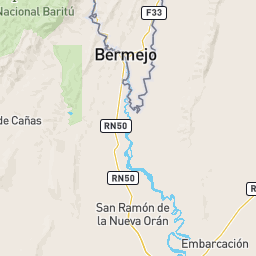 F33
Nacional Baritú
Bermejo
de Cañas
RN50
RN50
San Ramón de
la Nueva Orán
Embarcación